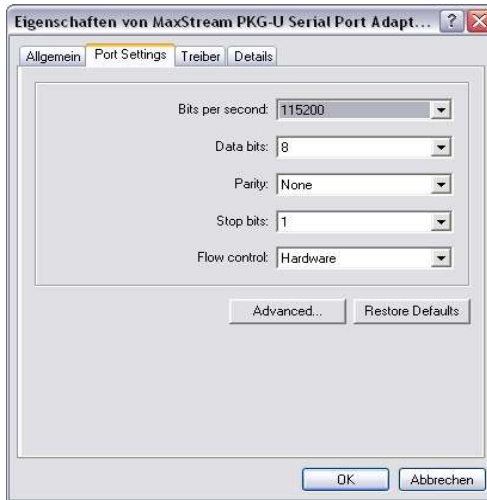 Eigenschaften von MaxStream PKG-U Serial Port Adapt...
Allgemein Port Settings Treiber Details
Bits per second: 115200
Data bits: 8
Parity: None
Stop bits: 1
Flow control: Hardware
Advanced... Restore Defaults
OK Abbrechen